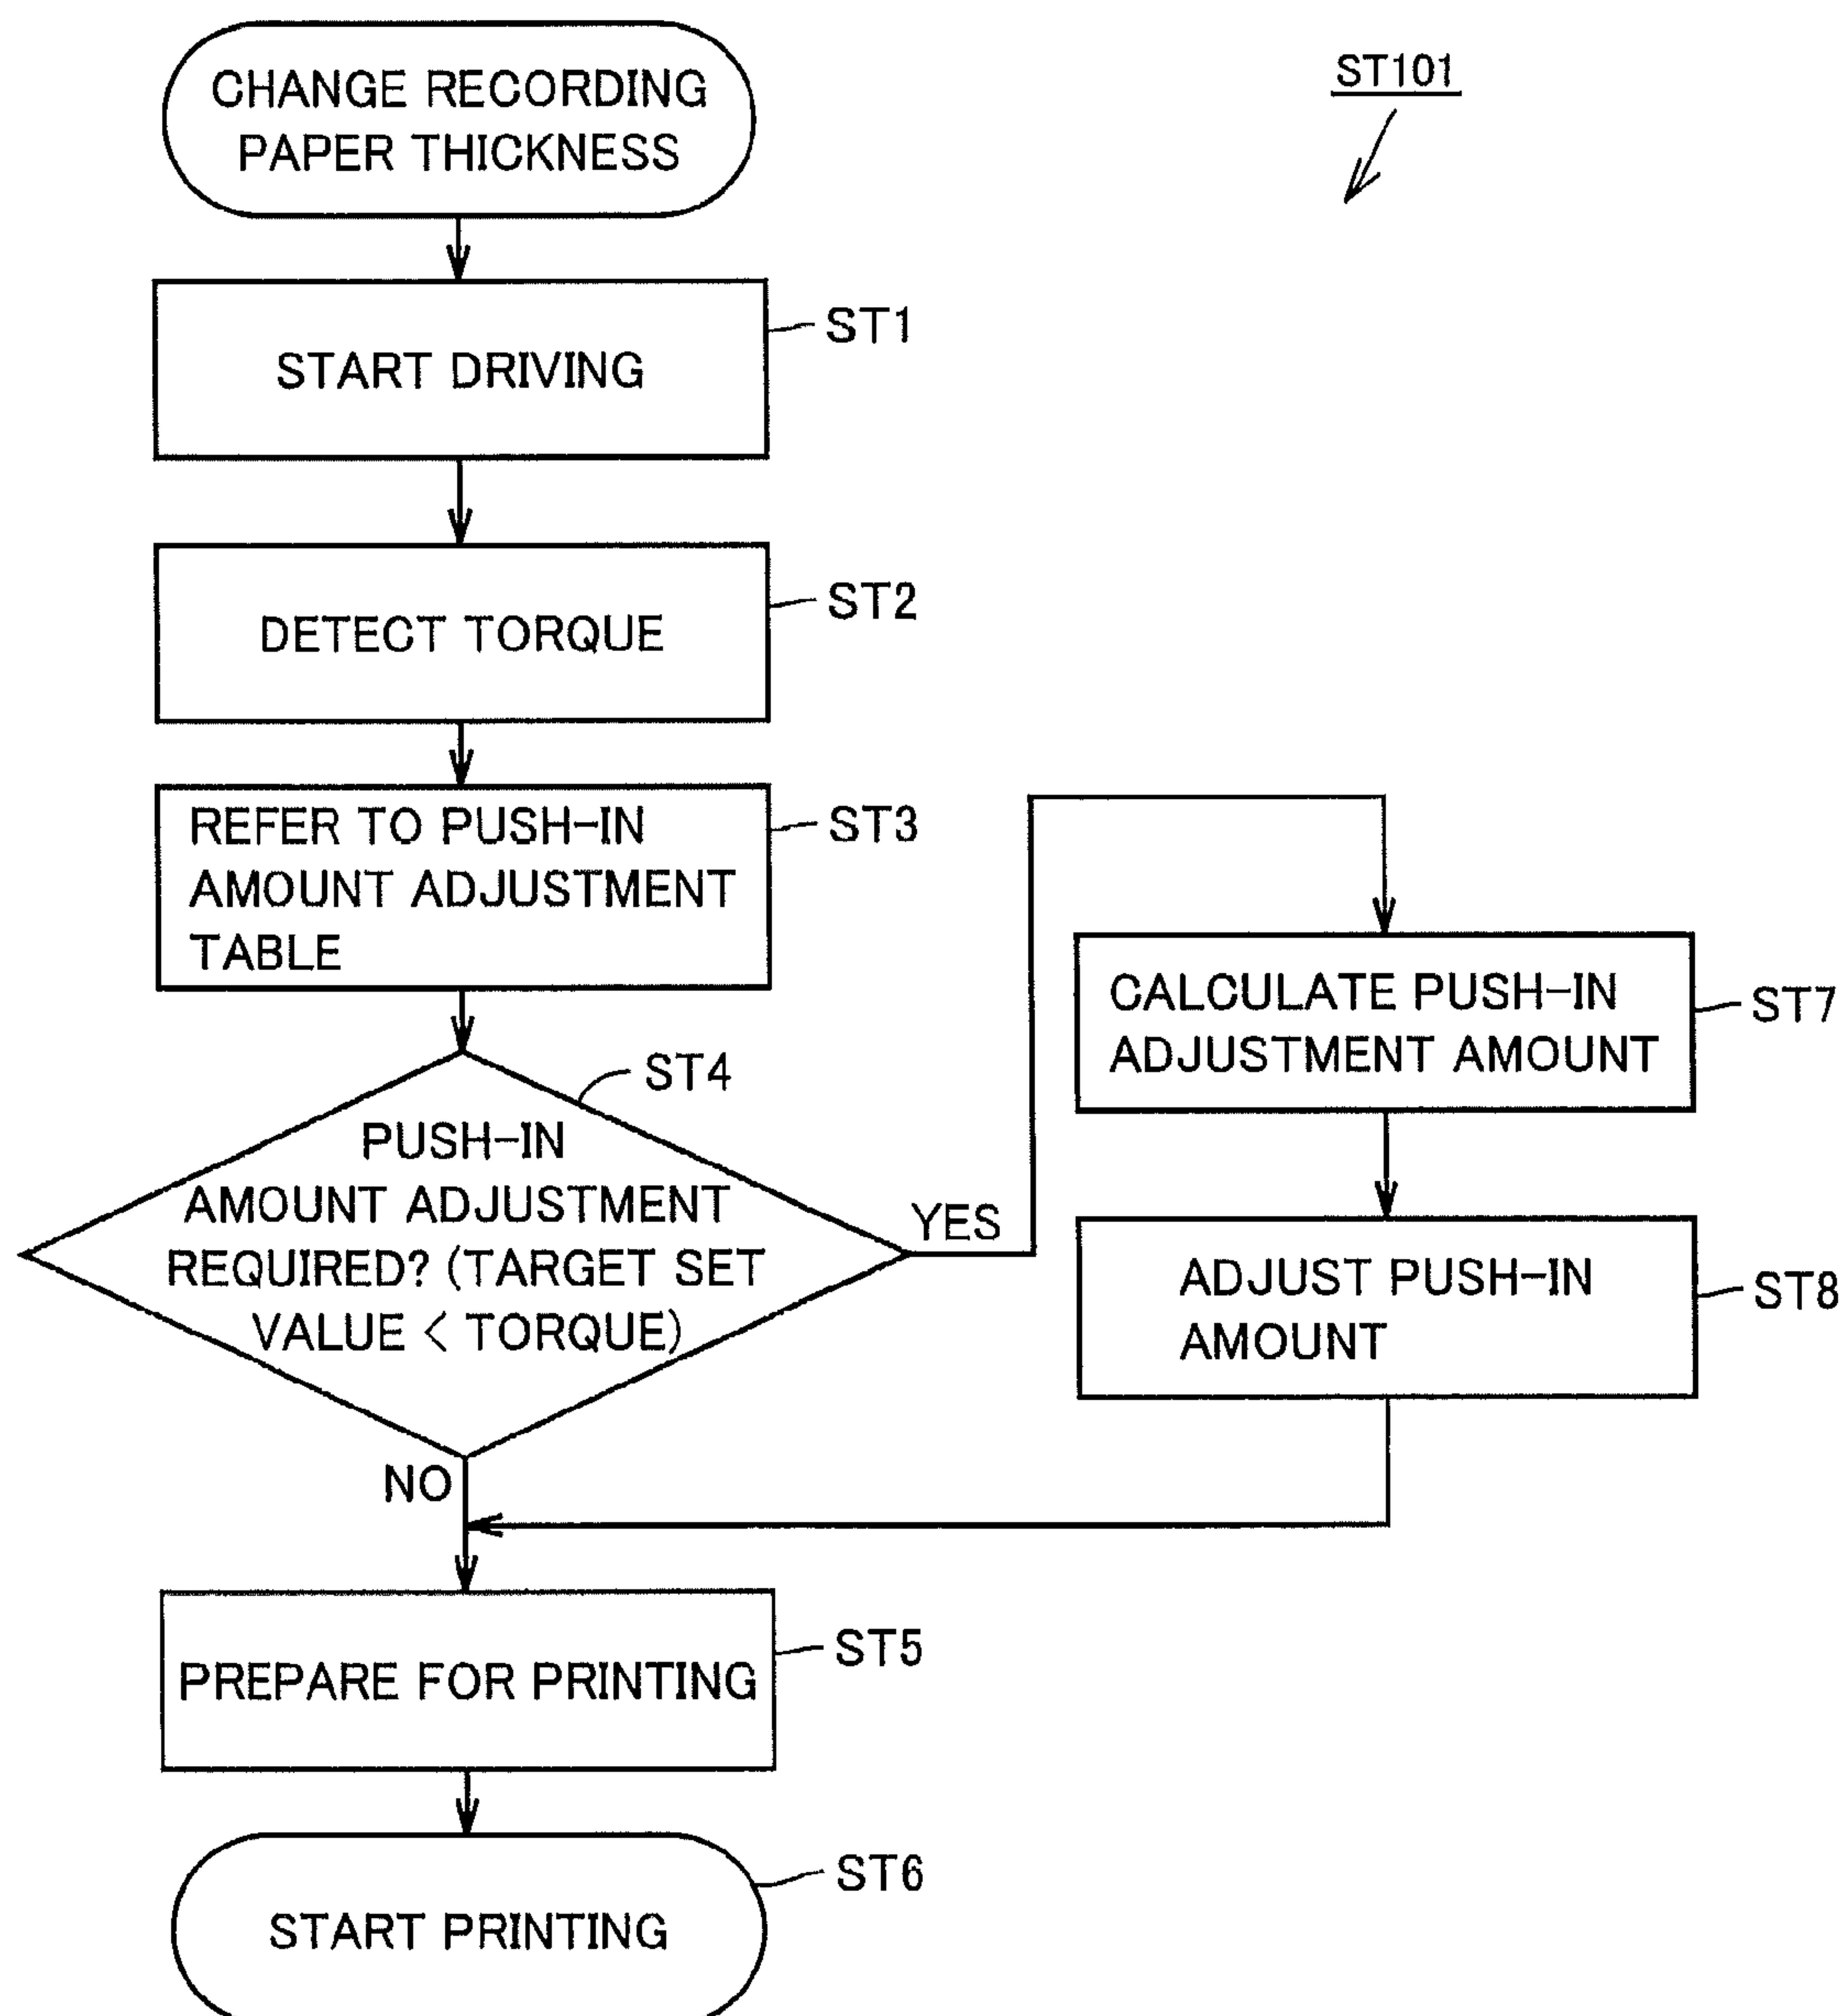 CHANGE RECORDING
PAPER THICKNESS
ST101
START DRIVING
ST1
DETECT TORQUE
ST2
REFER TO PUSH-IN
AMOUNT ADJUSTMENT
TABLE
ST3
PUSH-IN
AMOUNT ADJUSTMENT
REQUIRED? (TARGET SET
VALUE < TORQUE)
ST4
YES
NO
CALCULATE PUSH-IN
ADJUSTMENT AMOUNT
ST7
ADJUST PUSH-IN
AMOUNT
ST8
PREPARE FOR PRINTING
ST5
START PRINTING
ST6